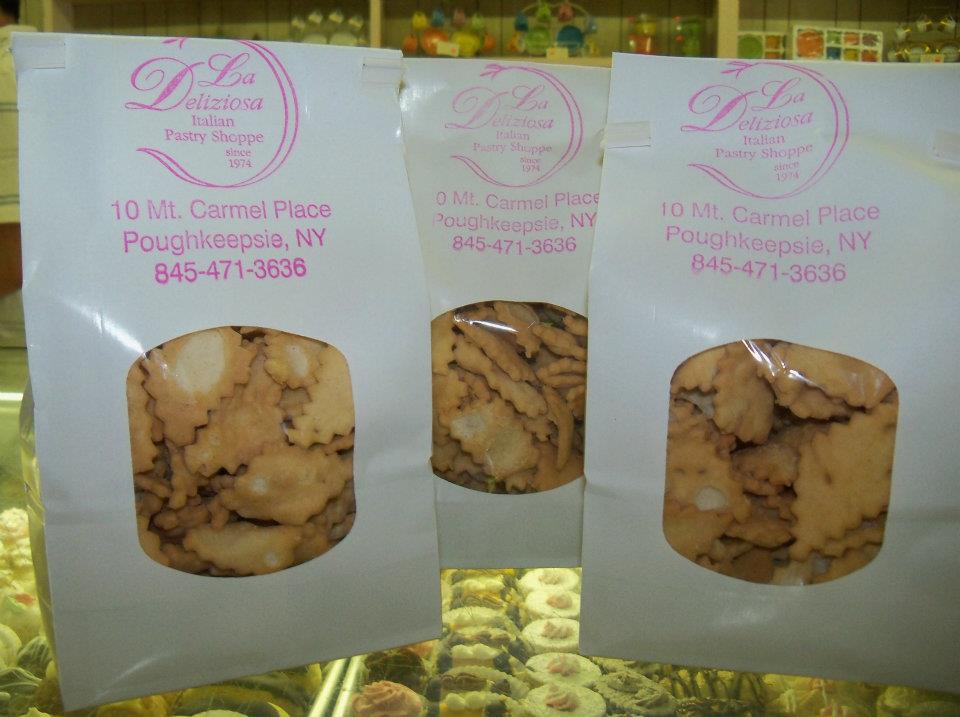 La
Deliziosa
Italian
Pastry Shoppe
since
1974
10 Mt. Carmel Place
Poughkeepsie, NY
845-471-3636
La
Deliziosa
Italian
Pastry Shoppe
since
1974
0 Mt. Carmel Place
Poughkeepsie, NY
845-471-3636
La
Deliziosa
Italian
Pastry Shoppe
since
1974
10 Mt. Carmel Place
Poughkeepsie, NY
845-471-3636